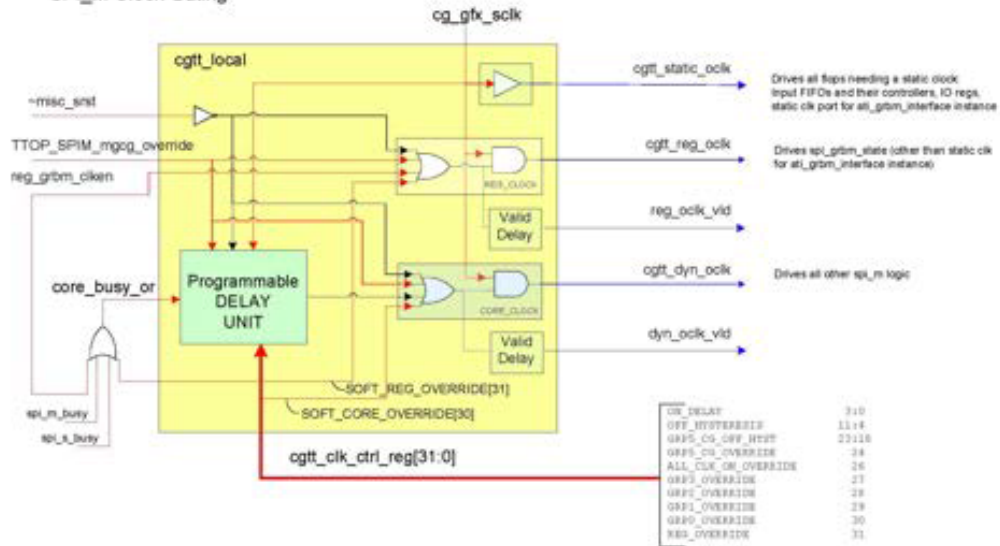 cg_gfx_sclk
cgtt_local
cgtt_static_oclk
Drives all flops needing a static clock
Input FIFOs and their controllers, IO regs,
static clk port for ati_grbm_interface instance
~misc_srst
TTOP_SPIM_mgcg_override
reg_grbm_clken
cgtt_reg_oclk
Drives spi_grbm_state (other than static clk
for ati_grbm_interface instance)
REG_CLOCK
Valid
Delay
reg_oclk_vld
core_busy_or
Programmable
DELAY
UNIT
cgtt_dyn_oclk
Drives all other spi_m logic
CORE_CLOCK
Valid
Delay
dyn_oclk_vld
SOFT_REG_OVERRIDE[31]
SOFT_CORE_OVERRIDE[30]
spi_m_busy
spi_s_busy
cgtt_clk_ctrl_reg[31:0]
ON_DELAY 3:0
OFF_HYSTERESIS 11:4
GRP5_CG_OFF_HYST 23:18
GRP5_CG_OVERRIDE 24
ALL_CLK_ON_OVERRIDE 26
GRP3_OVERRIDE 27
GRP2_OVERRIDE 28
GRP1_OVERRIDE 29
GRP0_OVERRIDE 30
REG_OVERRIDE 31